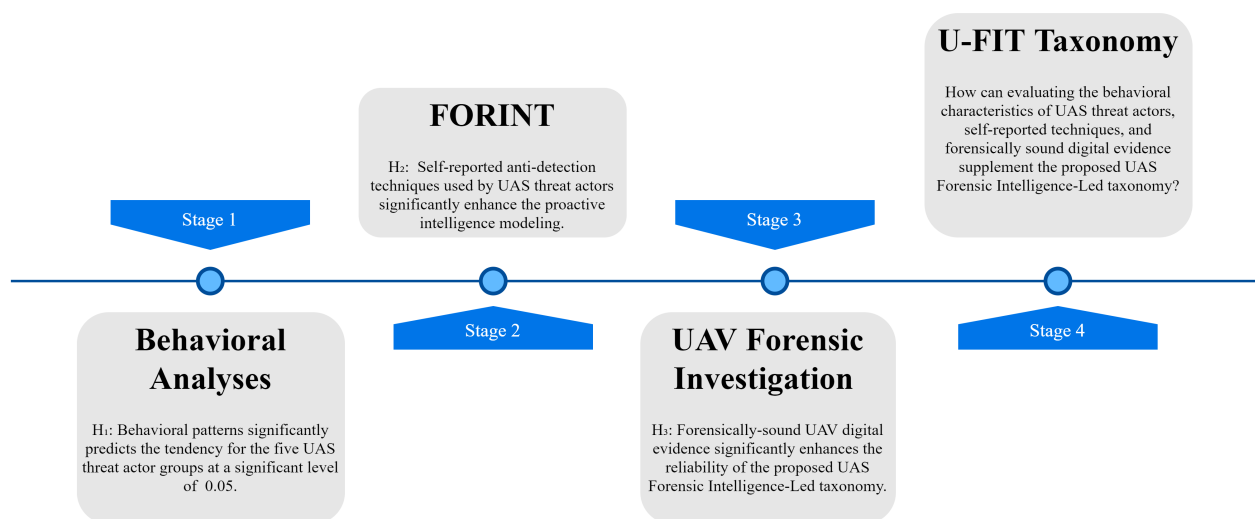 Stage 1
Behavioral
Analyses
H₁: Behavioral patterns significantly
predicts the tendency for the five UAS
threat actor groups at a significant level
of 0.05.
FORINT
H₂: Self-reported anti-detection
techniques used by UAS threat actors
significantly enhance the proactive
intelligence modeling.
Stage 2
Stage 3
UAV Forensic
Investigation
H₃: Forensically-sound UAV digital
evidence significantly enhances the
reliability of the proposed UAS
Forensic Intelligence-Led taxonomy.
U-FIT Taxonomy
How can evaluating the behavioral
characteristics of UAS threat actors,
self-reported techniques, and
forensically sound digital evidence
supplement the proposed UAS
Forensic Intelligence-Led taxonomy?
Stage 4